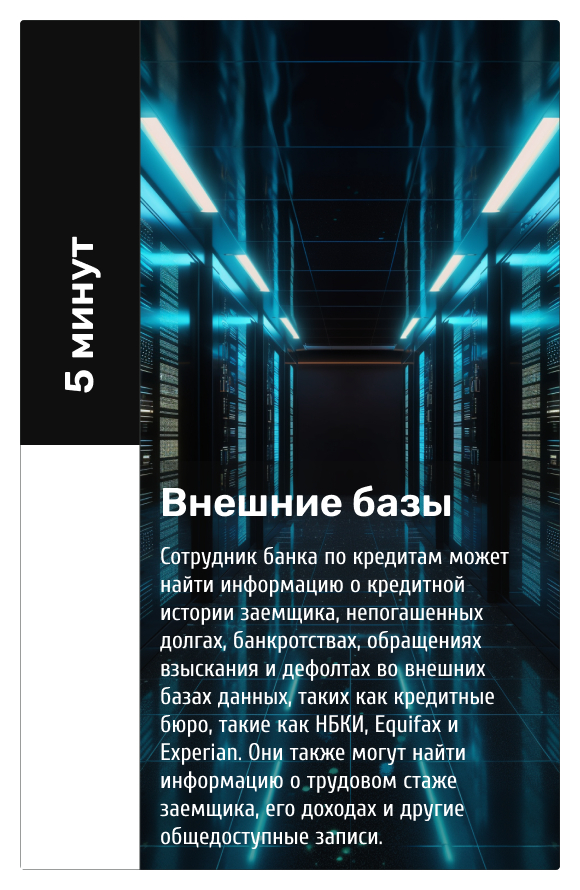 5 минут
Внешние базы
Сотрудник банка по кредитам может
найти информацию о кредитной
истории заемщика, непогашенных
долгах, банкротствах, обращениях
взыскания и дефолтах во внешних
базах данных, таких как кредитные
бюро, такие как НБКИ, Equifax и
Experian. Они также могут найти
информацию о трудовом стаже
заемщика, его доходах и другие
общедоступные записи.